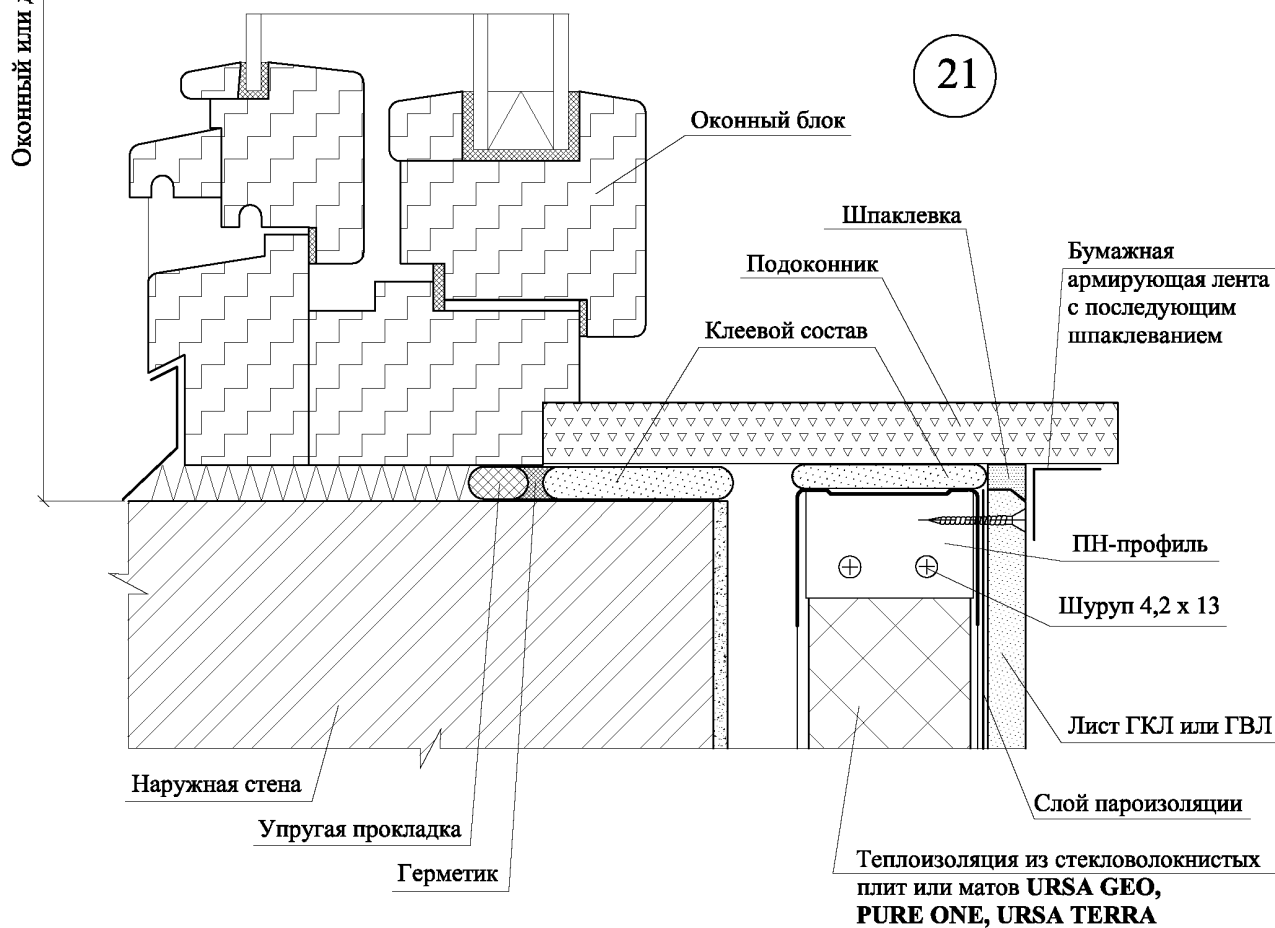 Оконный или
21
Оконный блок
Шпаклевка
Подоконник
Бумажная
армирующая лента
с последующим
шпаклеванием
Клеевой состав
ПН-профиль
Шуруп 4,2 х 13
Лист ГКЛ или ГВЛ
Наружная стена
Слой пароизоляции
Упругая прокладка
Герметик
Теплоизоляция из стекловолокнистых
плит или матов URSA GEO,
PURE ONE, URSA TERRA